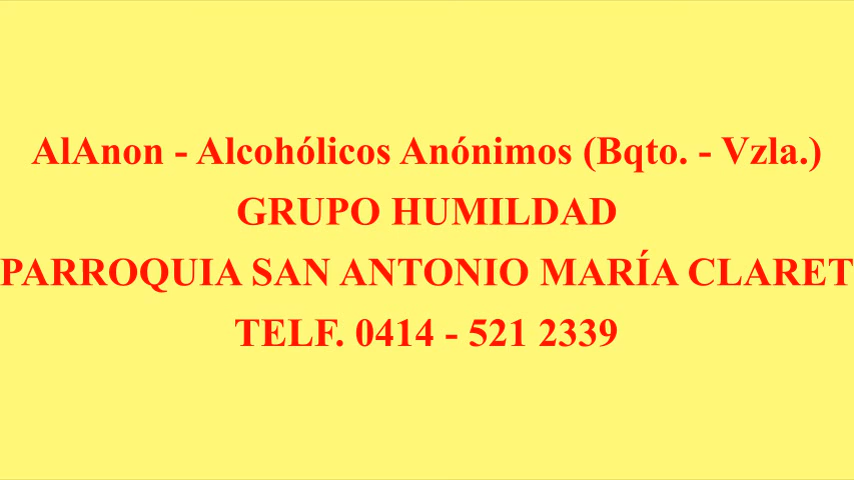 AlAnon - Alcohólicos Anónimos (Bqto. - Vzla.)
GRUPO HUMILDAD
PARROQUIA SAN ANTONIO MARÍA CLARET
TELF. 0414 - 521 2339